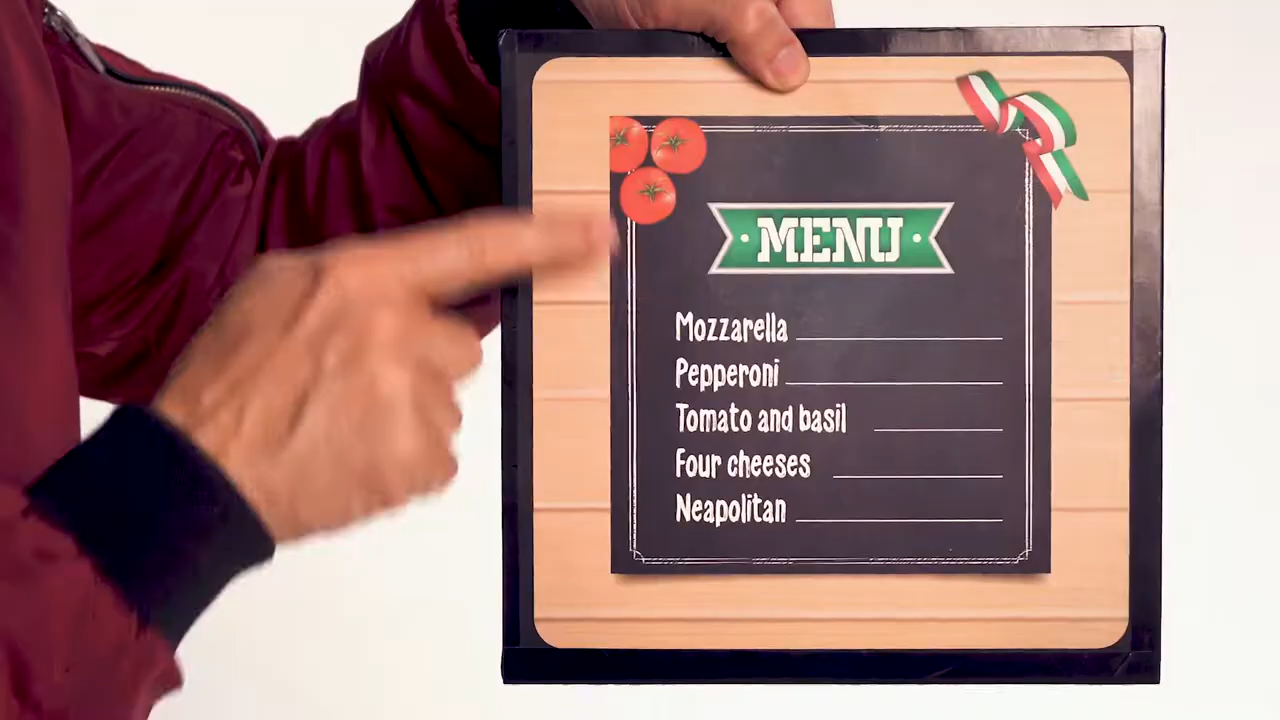 MENU
Mozzarella
Pepperoni
Tomato and basil
Four cheeses
Neapolitan